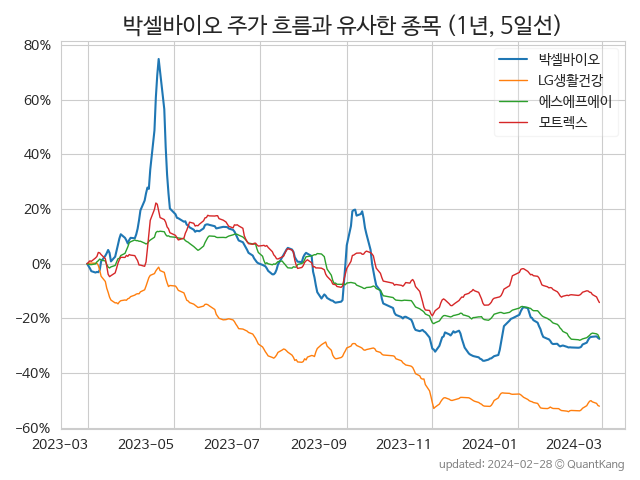 박셀바이오 주가 흐름과 유사한 종목 (1년, 5일선)
80%
60%
40%
20%
0%
−20%
−40%
−60%
박셀바이오
LG생활건강
에스에프에이
모트렉스
2023-03 2023-05 2023-07 2023-09 2023-11 2024-01 2024-03
updated: 2024-02-28 © QuantKang